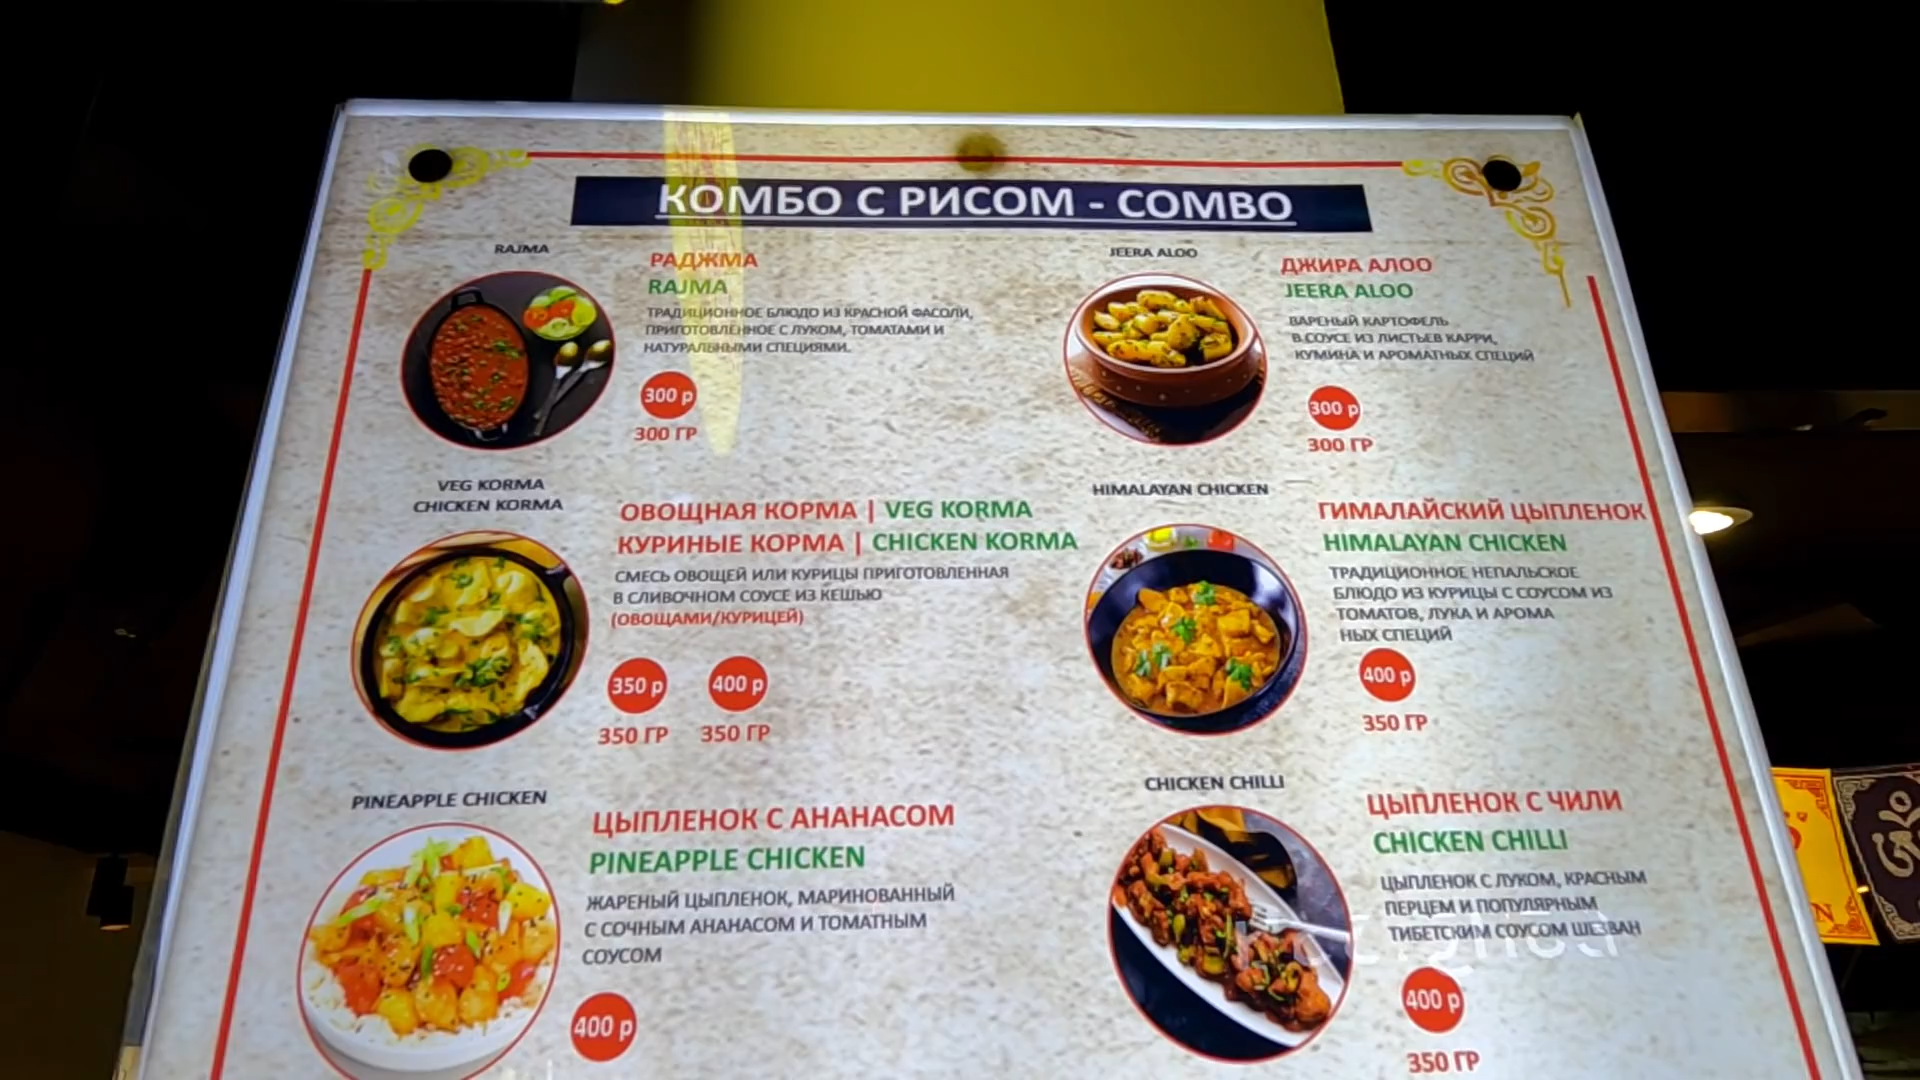 КОМБО С РИСОМ - COMBO
RAJMA
РАДЖМА
RAJMA
ТРАДИЦИОННОЕ БЛЮДО ИЗ КРАСНОЙ ФАСОЛИ,
ПРИГОТОВЛЕННОЕ С ЛУКОМ, ТОМАТАМИ И
НАТУРАЛЬНЫМИ СПЕЦИЯМИ.
300 р
300 ГР
JEERA ALOO
ДЖИРА АЛОО
JEERA ALOO
ВАРЕНЫЙ КАРТОФЕЛЬ
В СОУСЕ ИЗ ЛИСТЬЕВ КАРРИ,
КУМИНА И АРОМАТНЫХ СПЕЦИЙ
300 р
300 ГР
VEG KORMA
CHICKEN KORMA
ОВОЩНАЯ КОРМА | VEG KORMA
КУРИНЫЕ КОРМА | CHICKEN KORMA
СМЕСЬ ОВОЩЕЙ ИЛИ КУРИЦЫ ПРИГОТОВЛЕННАЯ
В СЛИВОЧНОМ СОУСЕ ИЗ КЕШЬЮ
(ОВОЩАМИ/КУРИЦЕЙ)
350 р 400 р
350 ГР 350 ГР
HIMALAYAN CHICKEN
ГИМАЛАЙСКИЙ ЦЫПЛЕНОК
HIMALAYAN CHICKEN
ТРАДИЦИОННОЕ НЕПАЛЬСКОЕ
БЛЮДО ИЗ КУРИЦЫ С СОУСОМ ИЗ
ТОМАТОВ, ЛУКА И АРОМА
НЫХ СПЕЦИЙ
400 р
350 ГР
PINEAPPLE CHICKEN
ЦЫПЛЕНОК С АНАНАСОМ
PINEAPPLE CHICKEN
ЖАРЕНЫЙ ЦЫПЛЕНОК, МАРИНОВАННЫЙ
С СОЧНЫМ АНАНАСОМ И ТОМАТНЫМ
СОУСОМ
400 р
CHICKEN CHILLI
ЦЫПЛЕНОК С ЧИЛИ
CHICKEN CHILLI
ЦЫПЛЕНОК С ЛУКОМ, КРАСНЫМ
ПЕРЦЕМ И ПОПУЛЯРНЫМ
ТИБЕТСКИМ СОУСОМ ШЕЗВАН
400 р
350 ГР